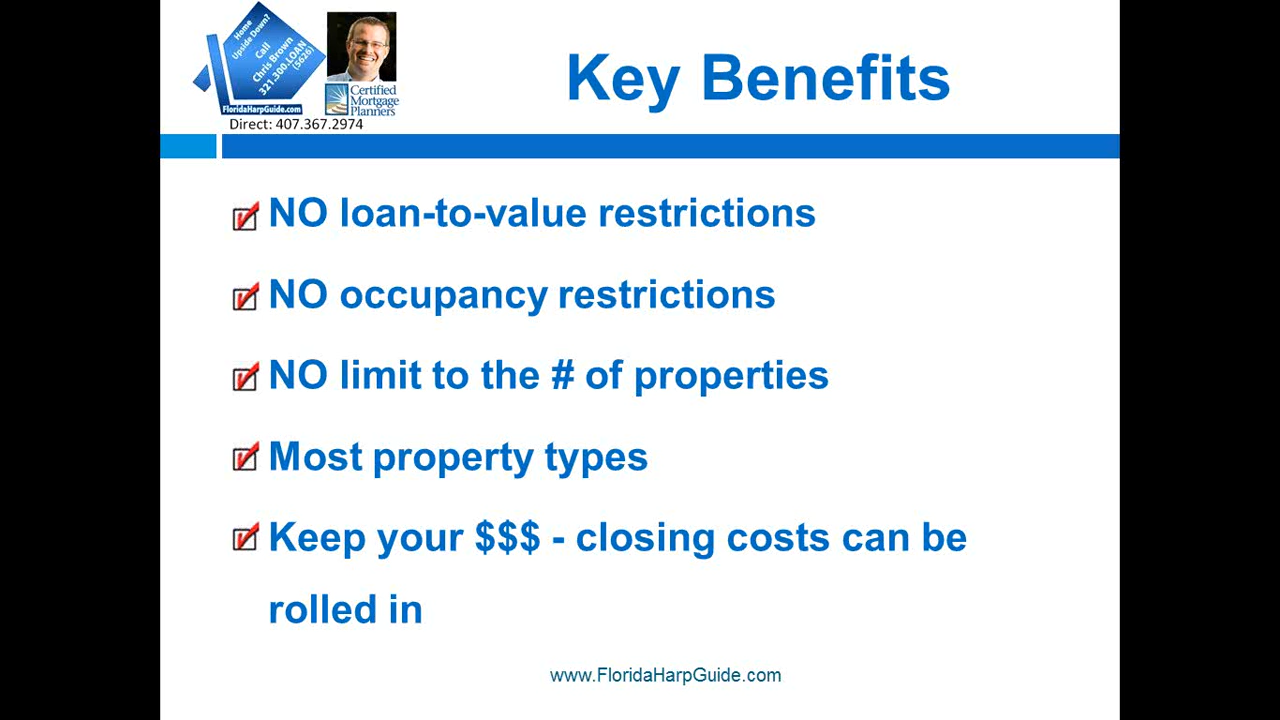 Home
Upside Down?
Call
Chris Brown
321.300.LOAN
(5626)
FloridaHarpGuide.com
Certified
Mortgage
Planners
Direct: 407.367.2974
Key Benefits
NO loan-to-value restrictions
NO occupancy restrictions
NO limit to the # of properties
Most property types
Keep your $$$ - closing costs can be
rolled in
www.FloridaHarpGuide.com